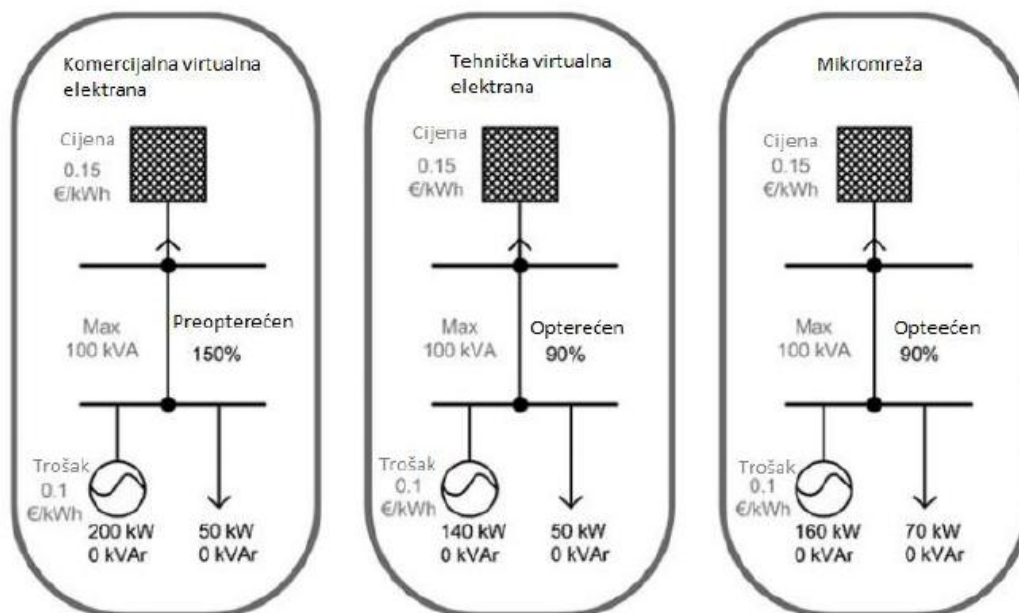 Komercijalna virtualna
elektrana
Cijena
0.15
€/kWh
Max
100 kVA
Preopterećen
150%
Trošak
0.1
€/kWh
200 kW
0 kVAr
50 kW
0 kVAr
Tehnička virtualna
elektrana
Cijena
0.15
€/kWh
Max
100 kVA
Opterećen
90%
Trošak
0.1
€/kWh
140 kW
0 kVAr
50 kW
0 kVAr
Mikromreža
Cijena
0.15
€/kWh
Max
100 kVA
Opteećen
90%
Trošak
0.1
€/kWh
160 kW
0 kVAr
70 kW
0 kVAr